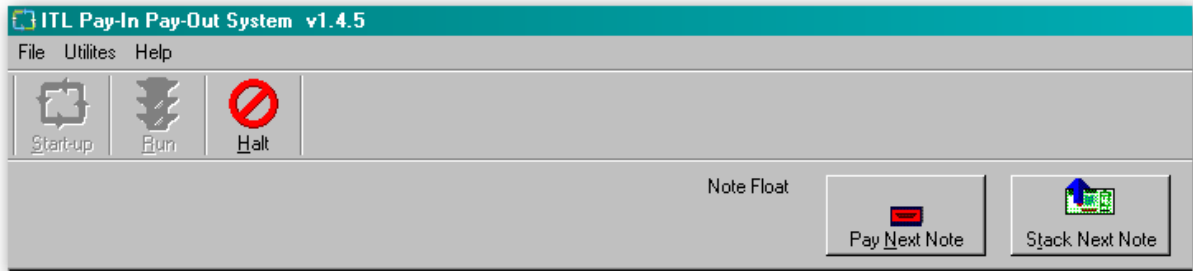 ITL Pay-In Pay-Out System v1.4.5
File Utilites Help
Start-up Run Halt
Note Float
Pay Next Note Stack Next Note